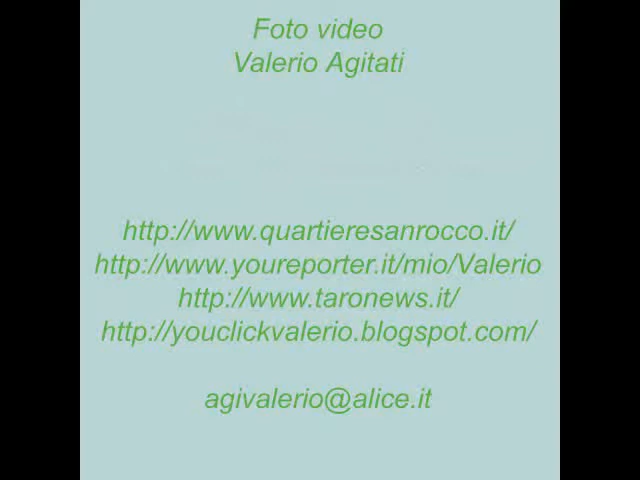 Foto video
Valerio Agitati
http://www.quartieresanrocco.it/
http://www.youreporter.it/mio/Valerio
http://www.taronews.it/
http://youclickvalerio.blogspot.com/
agivalerio@alice.it